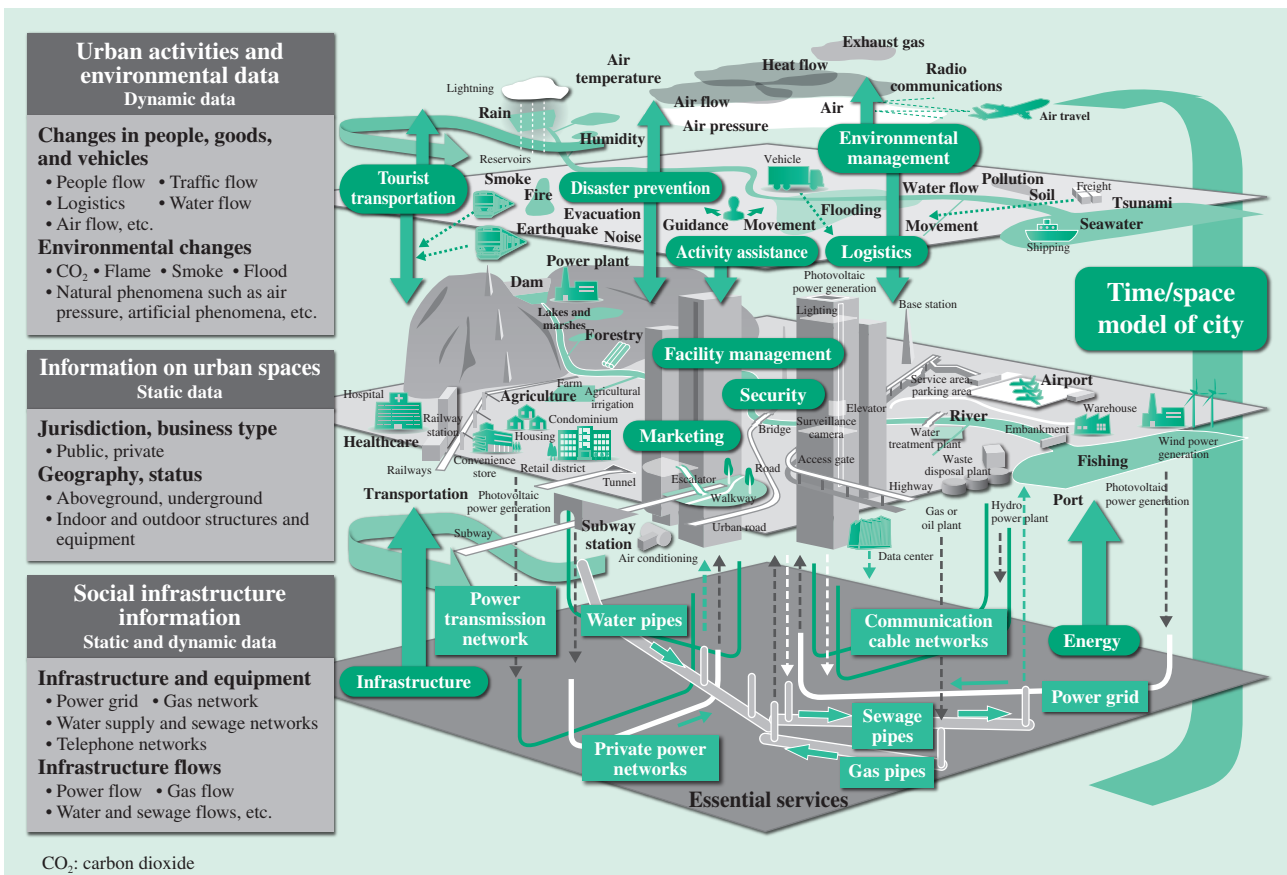 Urban activities and
environmental data
Dynamic data
Changes in people, goods,
and vehicles
• People flow • Traffic flow
• Logistics • Water flow
• Air flow, etc.
Environmental changes
• CO₂ • Flame • Smoke • Flood
• Natural phenomena such as air
pressure, artificial phenomena, etc.
Information on urban spaces
Static data
Jurisdiction, business type
• Public, private
Geography, status
• Aboveground, underground
• Indoor and outdoor structures and
equipment
Social infrastructure
information
Static and dynamic data
Infrastructure and equipment
• Power grid • Gas network
• Water supply and sewage networks
• Telephone networks
Infrastructure flows
• Power flow • Gas flow
• Water and sewage flows, etc.
CO₂: carbon dioxide
Exhaust gas
Air
temperature
Heat flow
Radio
communications
Lightning
Rain
Air flow
Air
Air travel
Air pressure
Humidity
Environmental
management
Reservoirs
Vehicle
Tourist
transportation
Smoke
Fire
Disaster prevention
Water flow
Pollution
Soil
Freight
Tsunami
Evacuation
Guidance
Movement
Flooding
Movement
Seawater
Earthquake
Noise
Shipping
Activity assistance
Logistics
Power plant
Dam
Photovoltaic
power generation
Base station
Lighting
Time/space
model of city
Lakes and
marshes
Forestry
Facility management
Hospital
Farm
Agriculture
Agricultural
irrigation
Security
Elevator
Service area,
parking area
Airport
Railway
station
Healthcare
Housing
Condominium
Marketing
Bridge
Surveillance
camera
River
Warehouse
Embankment
Water
treatment plant
Wind power
generation
Railways
Convenience
store
Retail district
Access gate
Waste
disposal plant
Fishing
Transportation
Tunnel
Escalator
Road
Walkway
Highway
Photovoltaic
power generation
Photovoltaic
power generation
Port
Subway
Subway
station
Urban road
Gas or
oil plant
Hydro
power plant
Air conditioning
Data center
Power
transmission
network
Water pipes
Communication
cable networks
Energy
Infrastructure
Power grid
Sewage
pipes
Private power
networks
Gas pipes
Essential services